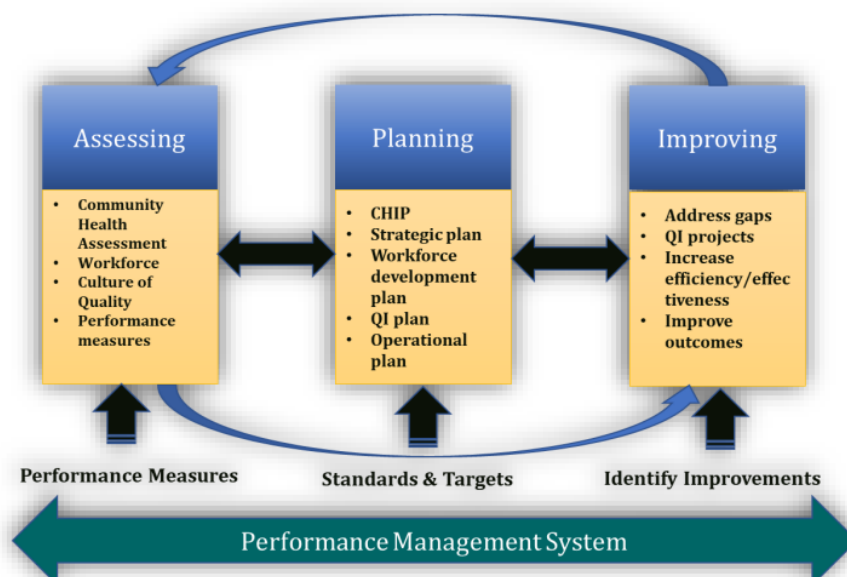 Assessing
Community
Health
Assessment
Workforce
Culture of
Quality
Performance
measures
Planning
CHIP
Strategic plan
Workforce
development
plan
QI plan
Operational
plan
Improving
Address gaps
QI projects
Increase
efficiency/effec
tiveness
Improve
outcomes
Performance Measures
Standards & Targets
Identify Improvements
Performance Management System